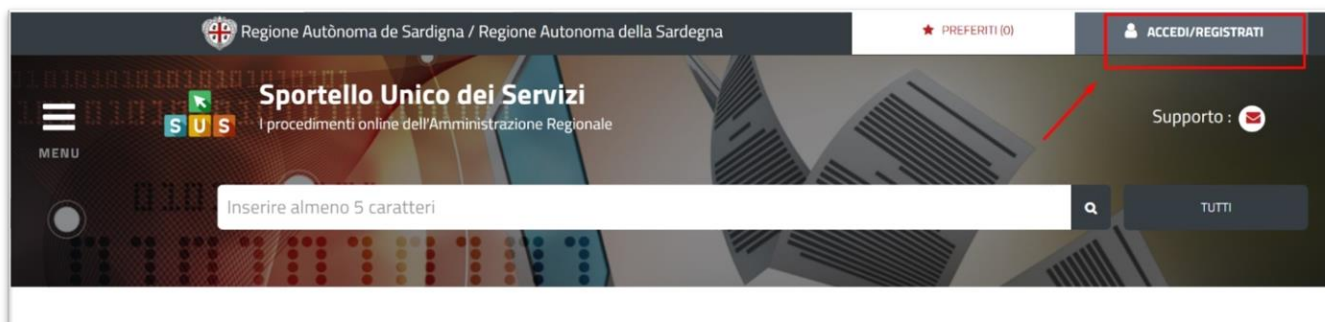 Regione Autònoma de Sardigna / Regione Autonoma della Sardegna
PREFERITI (0)
ACCEDI/REGISTRATI
Sportello Unico dei Servizi
I procedimenti online dell'Amministrazione Regionale
SUS
MENU
Supporto :
Inserire almeno 5 caratteri
TUTTI